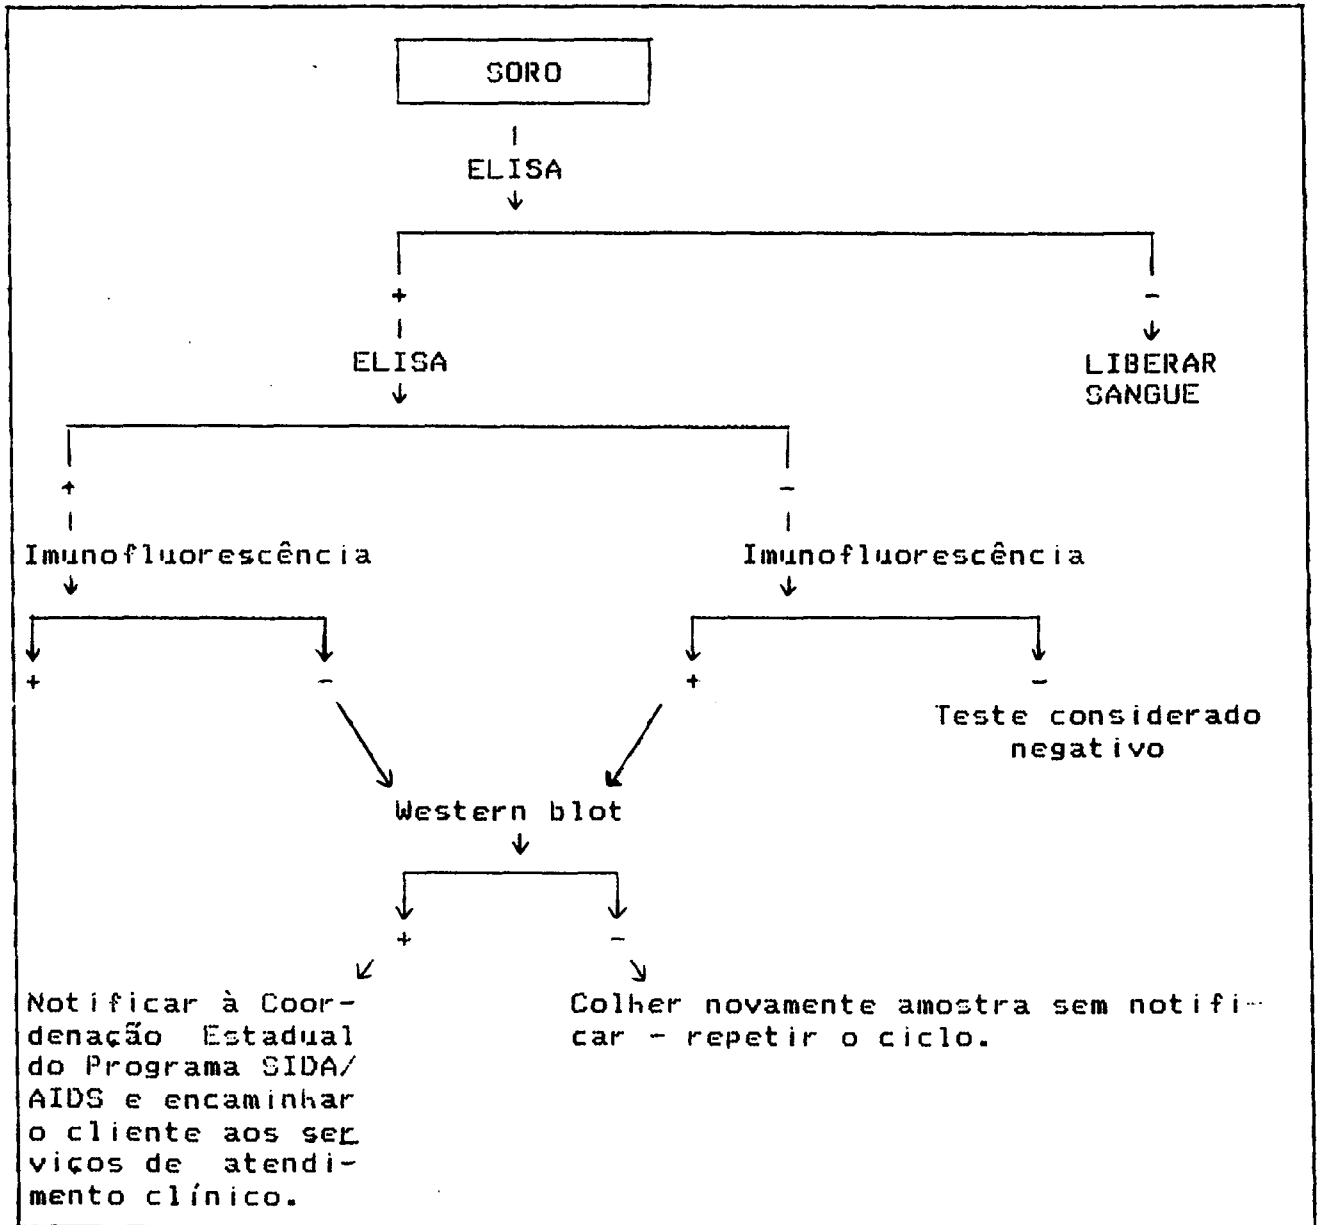 SORO
ELISA
+ -
ELISA
LIBERAR
SANGUE
+ -
Imunofluorescência Imunofluorescência
+ - + -
Teste considerado
negativo
Western blot
+ -
Notificar à Coor-
denação Estadual
do Programa SIDA/
AIDS e encaminhar
o cliente aos ser
viços de atendi-
mento clínico.
Colher novamente amostra sem notifi-
car - repetir o ciclo.